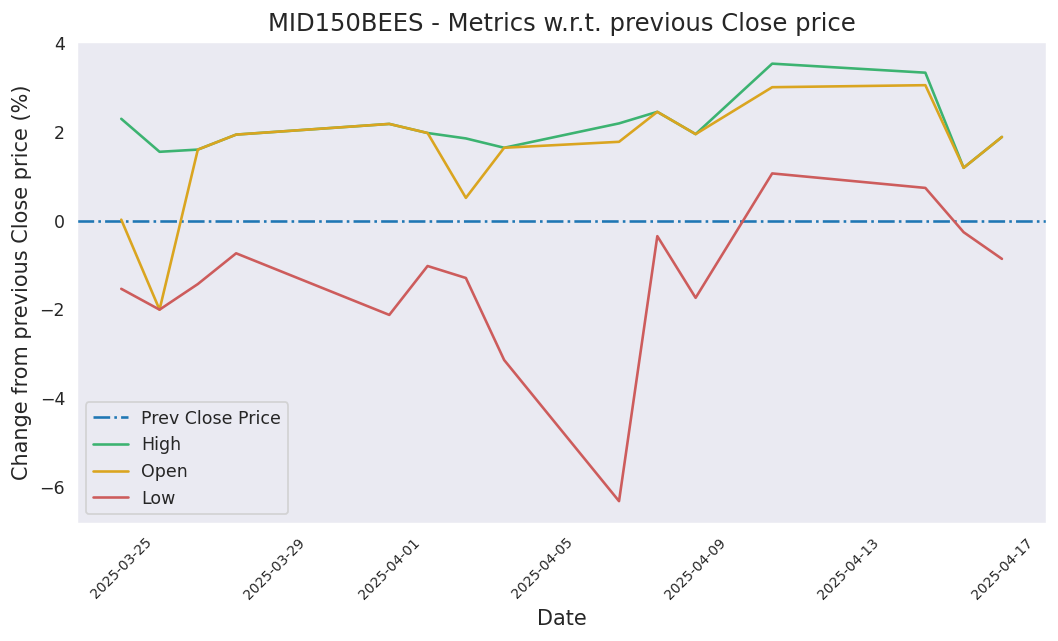 MID150BEES - Metrics w.r.t. previous Close price
Change from previous Close price (%)
4
2
0
−2
−4
−6
Prev Close Price
High
Open
Low
2025-03-25
2025-03-29
2025-04-01
2025-04-05
2025-04-09
2025-04-13
2025-04-17
Date